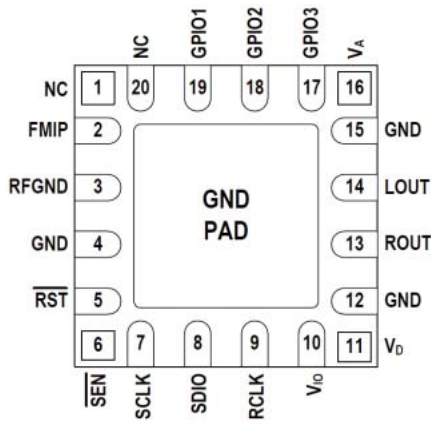 NC GPIO1 GPIO2 GPIO3 VA
NC 1 20 19 18 17 16
FMIP 2 15 GND
RFGND 3 14 LOUT
GND
PAD
GND 4 13 ROUT
RST 5 12 GND
6 7 8 9 10 11 VD
SEN SCLK SDIO RCLK VIO